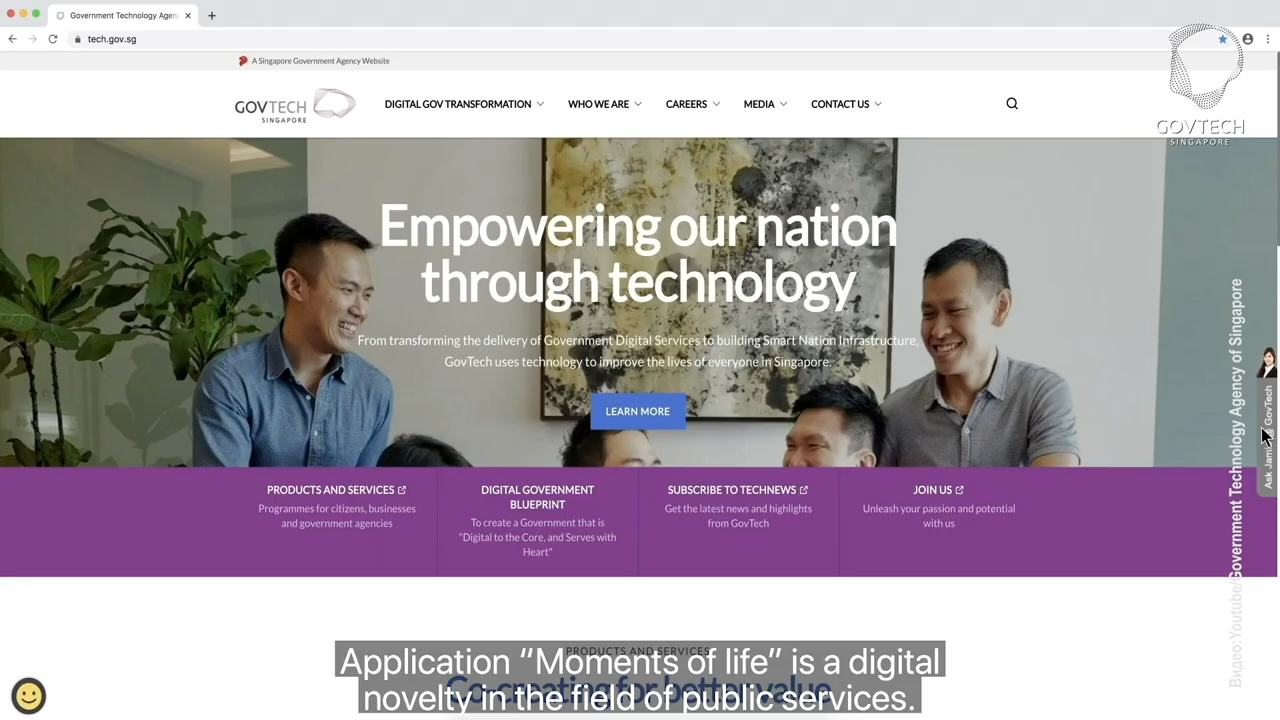 Government Technology Agen
tech.gov.sg
A Singapore Government Agency Website
GOVTECH
SINGAPORE
DIGITAL GOV TRANSFORMATION
WHO WE ARE
CAREERS
MEDIA
CONTACT US
GOVTECH
SINGAPORE
Empowering our nation
through technology
From transforming the delivery of Government Digital Services to building Smart Nation Infrastructure,
GovTech uses technology to improve the lives of everyone in Singapore.
LEARN MORE
PRODUCTS AND SERVICES
Programmes for citizens, businesses
and government agencies
DIGITAL GOVERNMENT
BLUEPRINT
To create a Government that is
"Digital to the Core, and Serves with
Heart"
SUBSCRIBE TO TECHNEWS
Get the latest news and highlights
from GovTech
JOIN US
Unleash your passion and potential
with us
Ask Jami GovTech
Видео:Youtube/Government Technology Agency of Singapore
PRODUCTS AND SERVICES
Co-creating for better value
Application “Moments of life” is a digital
novelty in the field of public services.